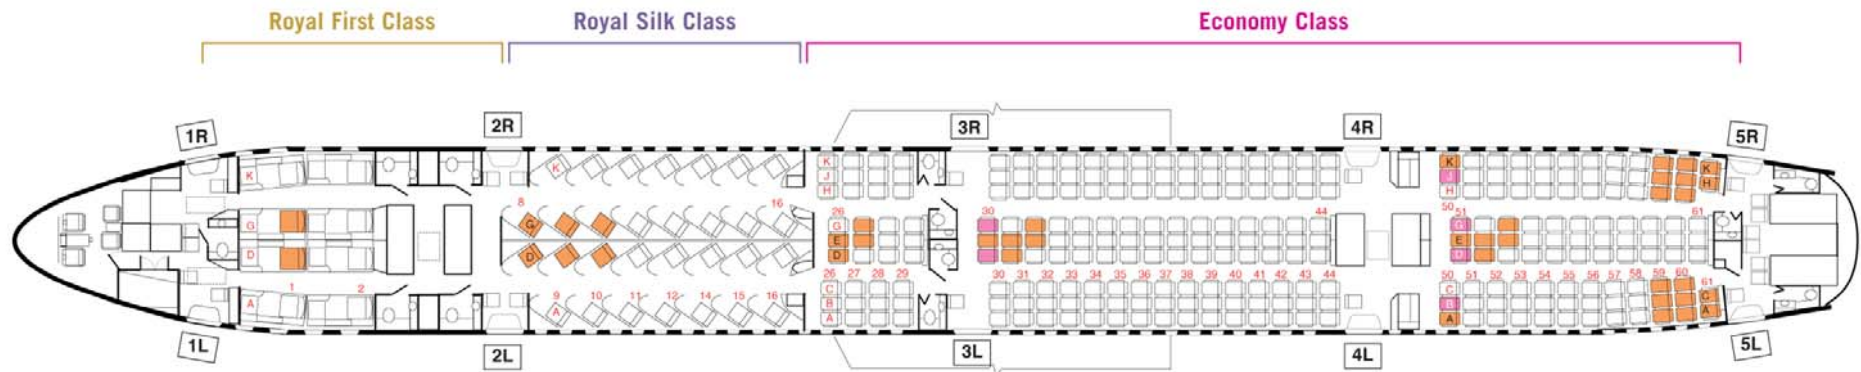 Royal First Class Royal Silk Class Economy Class
1R 2R 3R 4R 5R
K K K K K
J J
H H H
8 16 26 30 44 50 51 61
G G G G
E E
D D D D
1 2 26 27 28 29 30 31 32 33 34 35 36 37 38 39 40 41 42 43 44 50 51 52 53 54 55 56 57 58 59 60 61
A 9 10 11 12 14 15 16 C C C
A B B
A A A
1L 2L 3L 4L 5L